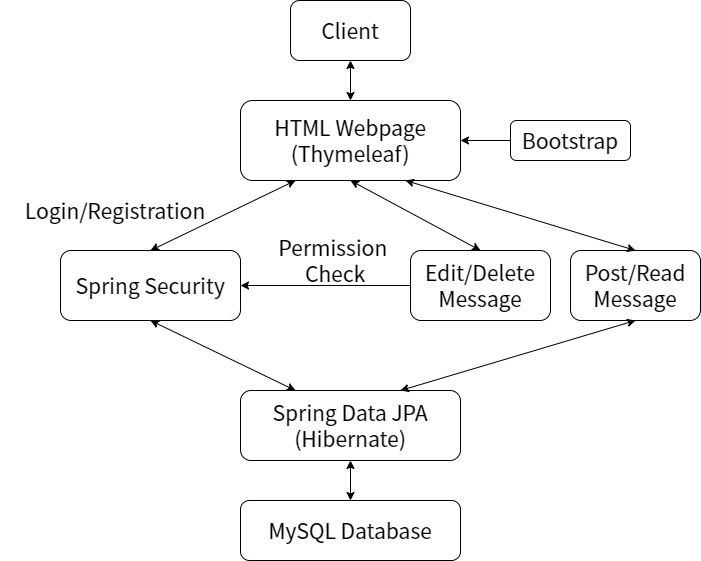 Client
HTML Webpage
(Thymeleaf)
Bootstrap
Login/Registration
Permission
Check
Spring Security
Edit/Delete
Message
Post/Read
Message
Spring Data JPA
(Hibernate)
MySQL Database